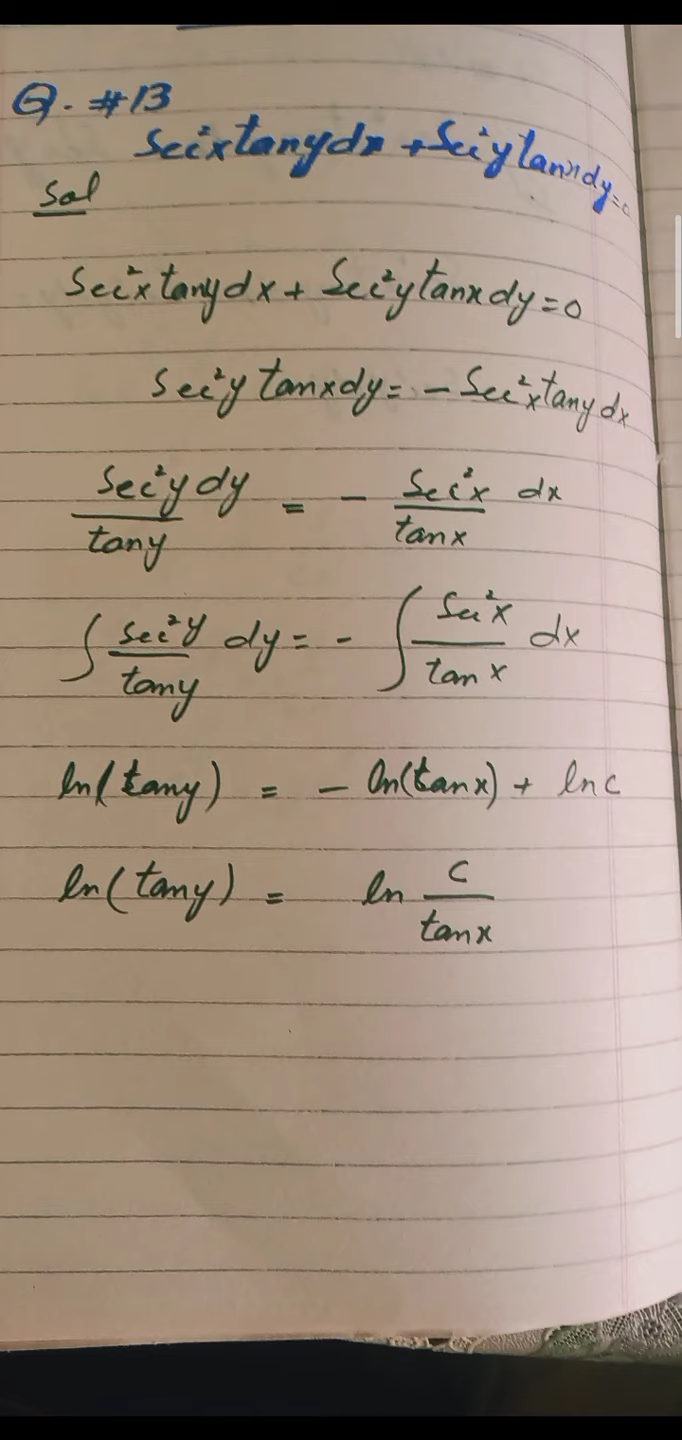 Q. #13
Sec²x tany dx + Sec²y tanx dy = 0
Sol
Sec²x tany dx + Sec²y tanx dy = 0
Sec²y tanx dy = - Sec²x tany dx
Sec²y dy / tany = - Sec²x / tanx dx
∫ Sec²y / tany dy = - ∫ Sec²x / tan x dx
ln(tany) = - ln(tanx) + ln c
ln(tany) = ln c / tanx